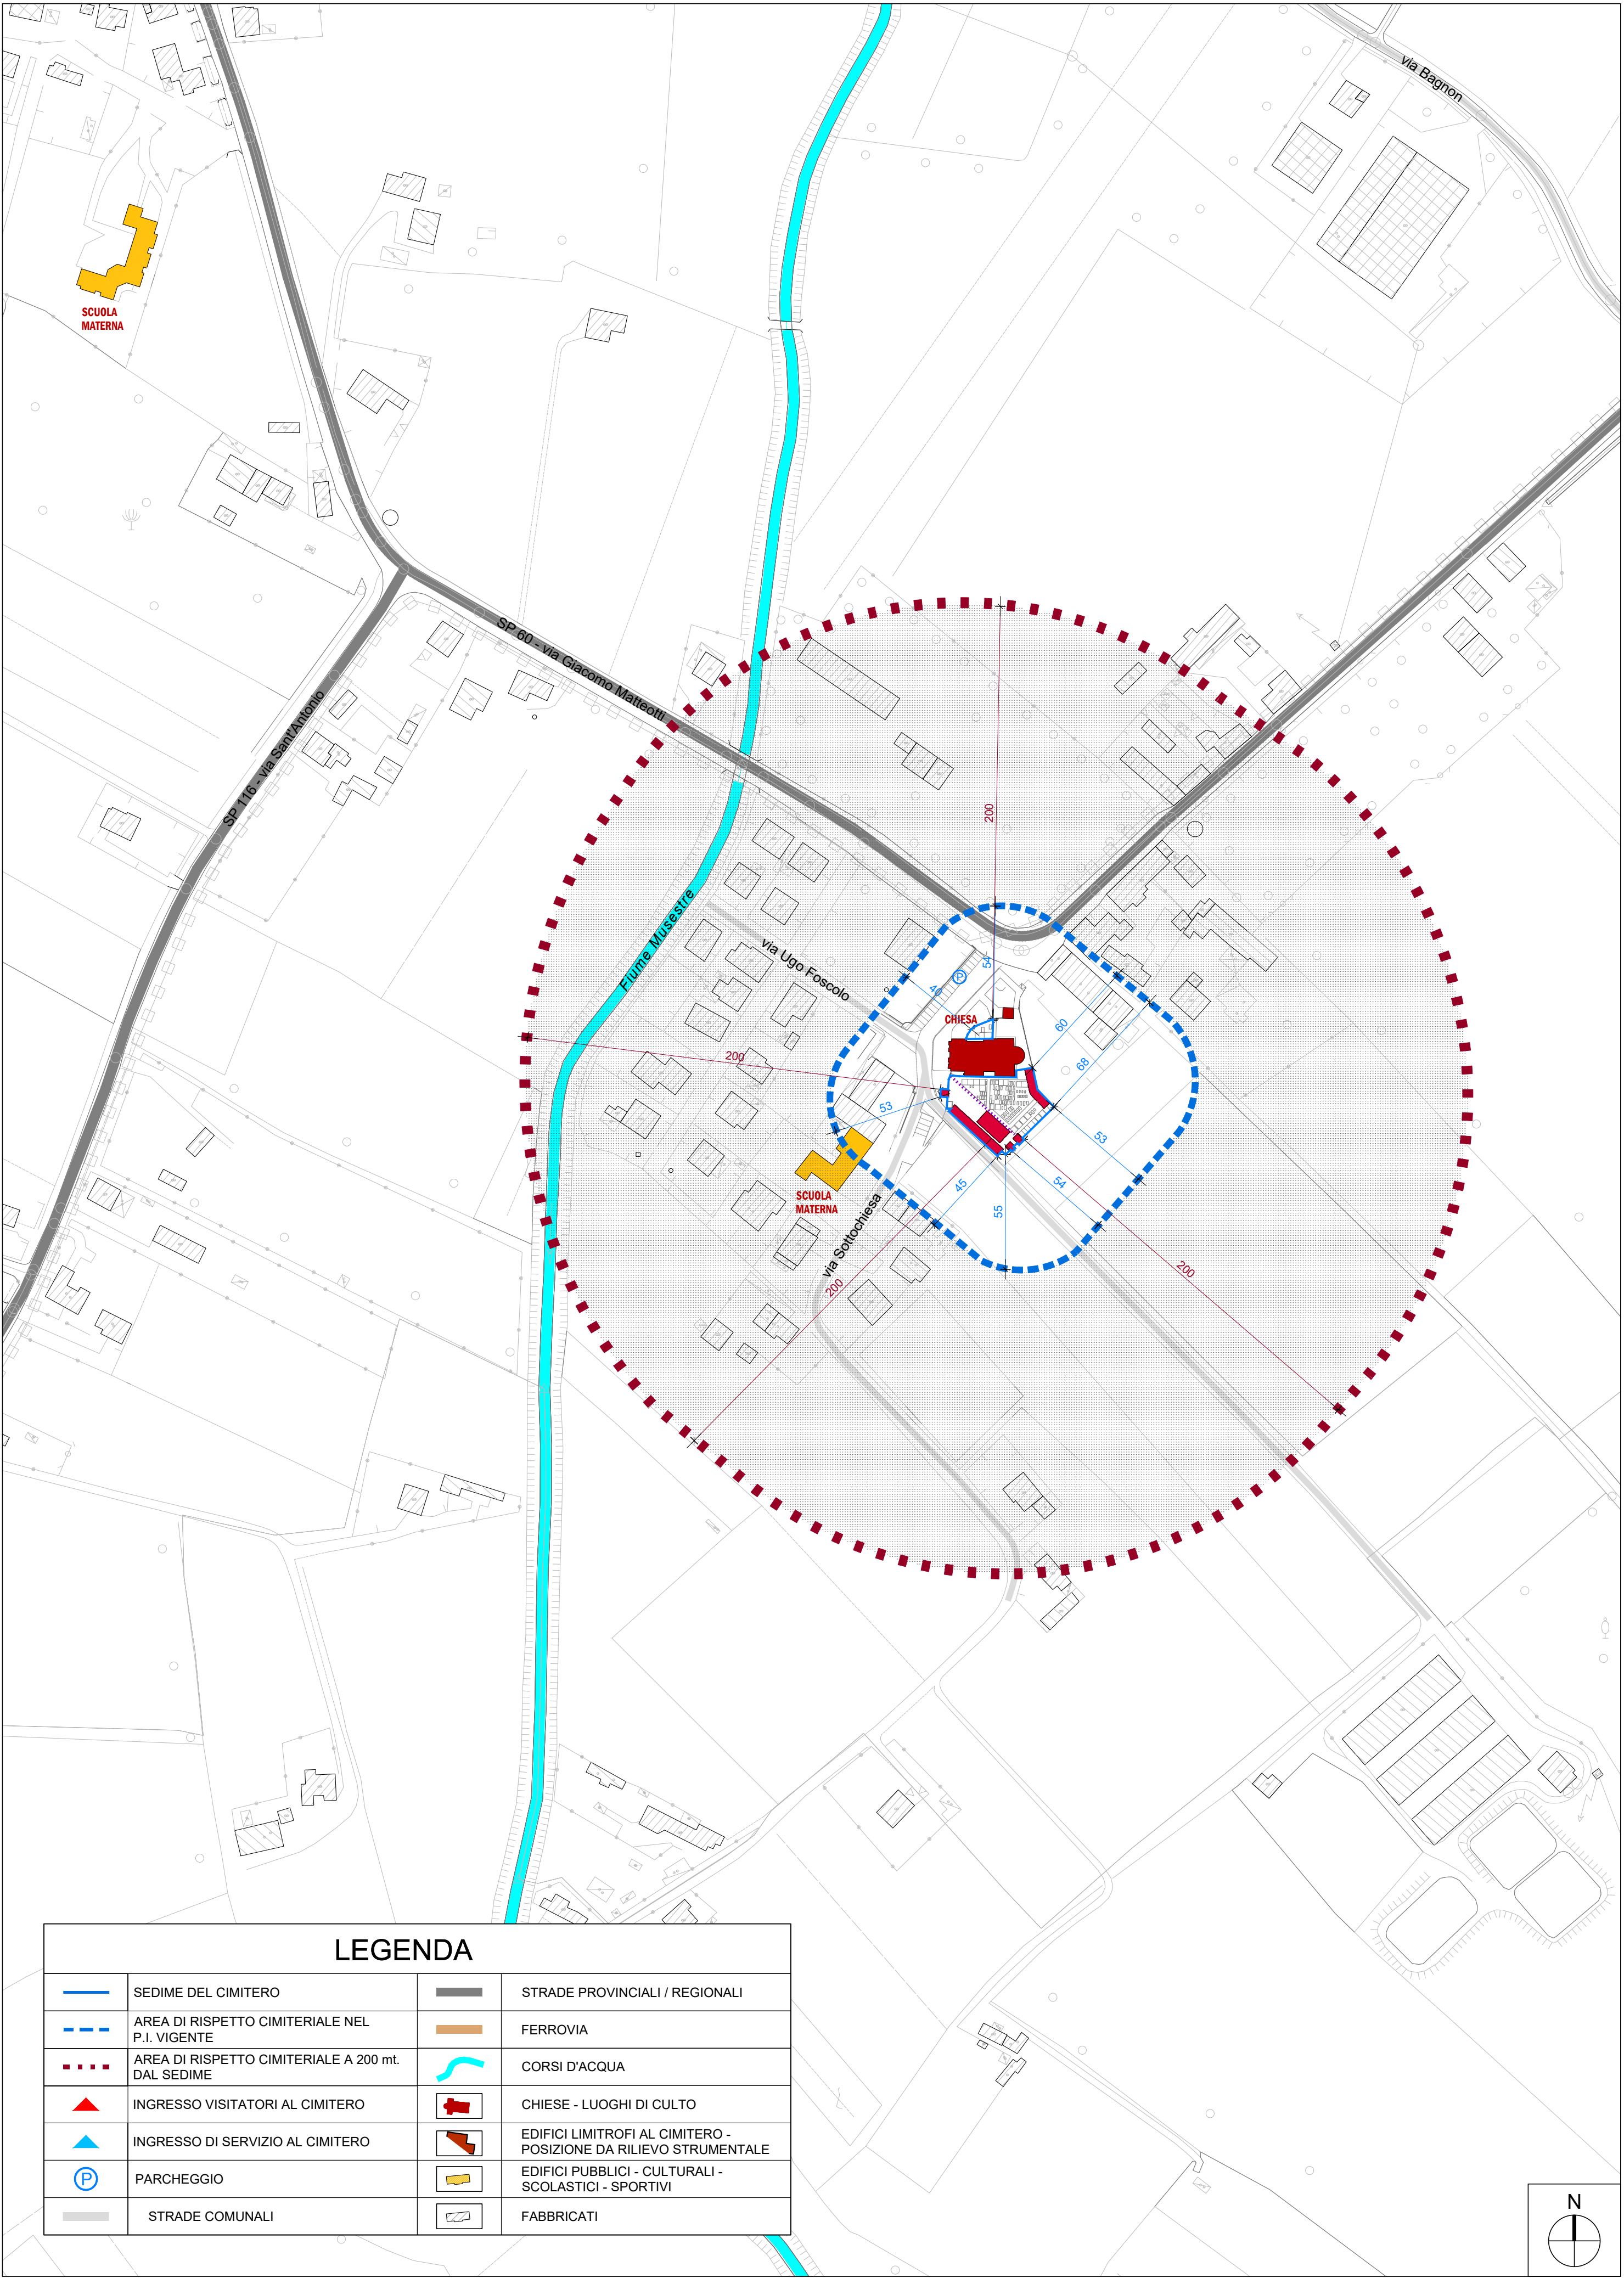 via Bagnon
SCUOLA
MATERNA
SP 60 - via Giacomo Matteotti
SP 116 - via Sant'Antonio
200
Fiume Musestre
via Ugo Foscolo
54
P
40
CHIESA
60
200
68
53
53
SCUOLA
MATERNA
45
54
55
via Sottochiesa
200
200
LEGENDA
SEDIME DEL CIMITERO
STRADE PROVINCIALI / REGIONALI
AREA DI RISPETTO CIMITERIALE NEL
P.I. VIGENTE
FERROVIA
AREA DI RISPETTO CIMITERIALE A 200 mt.
DAL SEDIME
CORSI D'ACQUA
INGRESSO VISITATORI AL CIMITERO
CHIESE - LUOGHI DI CULTO
INGRESSO DI SERVIZIO AL CIMITERO
EDIFICI LIMITROFI AL CIMITERO -
POSIZIONE DA RILIEVO STRUMENTALE
P
PARCHEGGIO
EDIFICI PUBBLICI - CULTURALI -
SCOLASTICI - SPORTIVI
STRADE COMUNALI
FABBRICATI
N